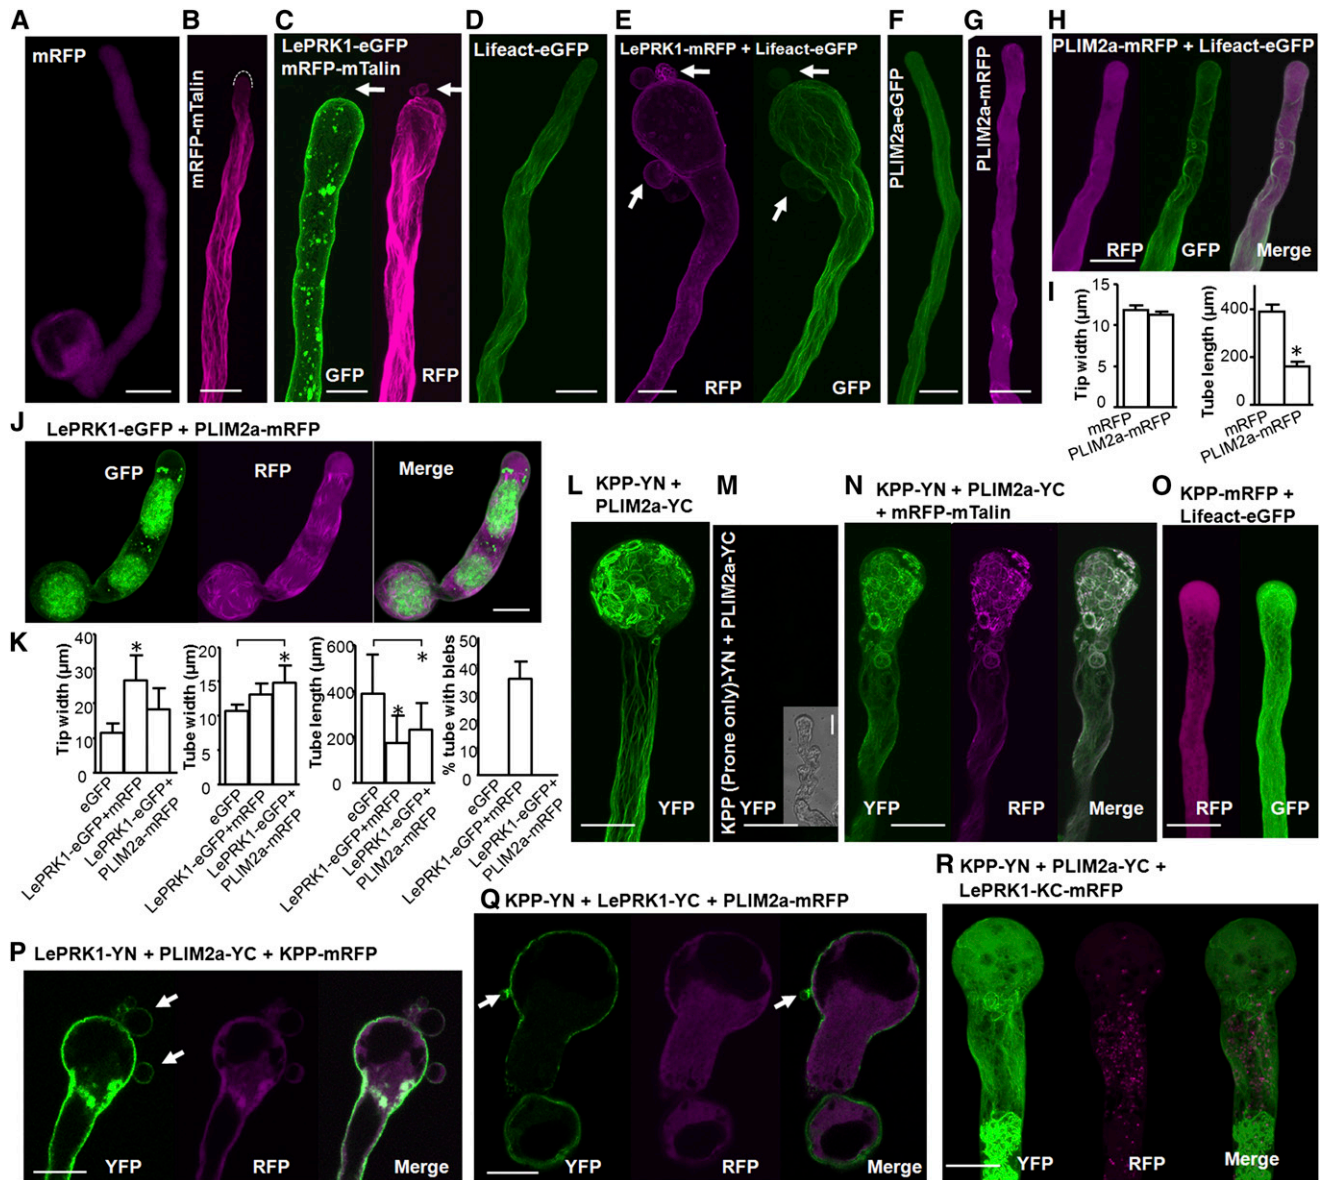 A
mRFP
B
mRFP-mTalin
C
LePRK1-eGFP
mRFP-mTalin
GFP
RFP
D
Lifeact-eGFP
E
LePRK1-mRFP + Lifeact-eGFP
RFP
GFP
F
PLIM2a-eGFP
G
PLIM2a-mRFP
H
PLIM2a-mRFP + Lifeact-eGFP
RFP
GFP
Merge
I
Tip width (µm)
15
10
5
0
mRFP
PLIM2a-mRFP
Tube length (µm)
400
200
0
*
mRFP
PLIM2a-mRFP
J
LePRK1-eGFP + PLIM2a-mRFP
GFP
RFP
Merge
K
Tip width (µm)
40
30
20
10
0
*
eGFP
LePRK1-eGFP+mRFP
LePRK1-eGFP+
PLIM2a-mRFP
Tube width (µm)
20
15
10
5
0
*
eGFP
LePRK1-eGFP+mRFP
LePRK1-eGFP+
PLIM2a-mRFP
Tube length (µm)
600
400
200
0
*
*
eGFP
LePRK1-eGFP+mRFP
LePRK1-eGFP+
PLIM2a-mRFP
% tube with blebs
50
40
30
20
10
0
eGFP
LePRK1-eGFP+mRFP
LePRK1-eGFP+
PLIM2a-mRFP
L
KPP-YN +
PLIM2a-YC
YFP
M
KPP (Prone only)-YN + PLIM2a-YC
YFP
N
KPP-YN + PLIM2a-YC
+ mRFP-mTalin
YFP
RFP
Merge
O
KPP-mRFP +
Lifeact-eGFP
RFP
GFP
P
LePRK1-YN + PLIM2a-YC + KPP-mRFP
YFP
RFP
Merge
Q
KPP-YN + LePRK1-YC + PLIM2a-mRFP
YFP
RFP
Merge
R
KPP-YN + PLIM2a-YC +
LePRK1-KC-mRFP
YFP
RFP
Merge